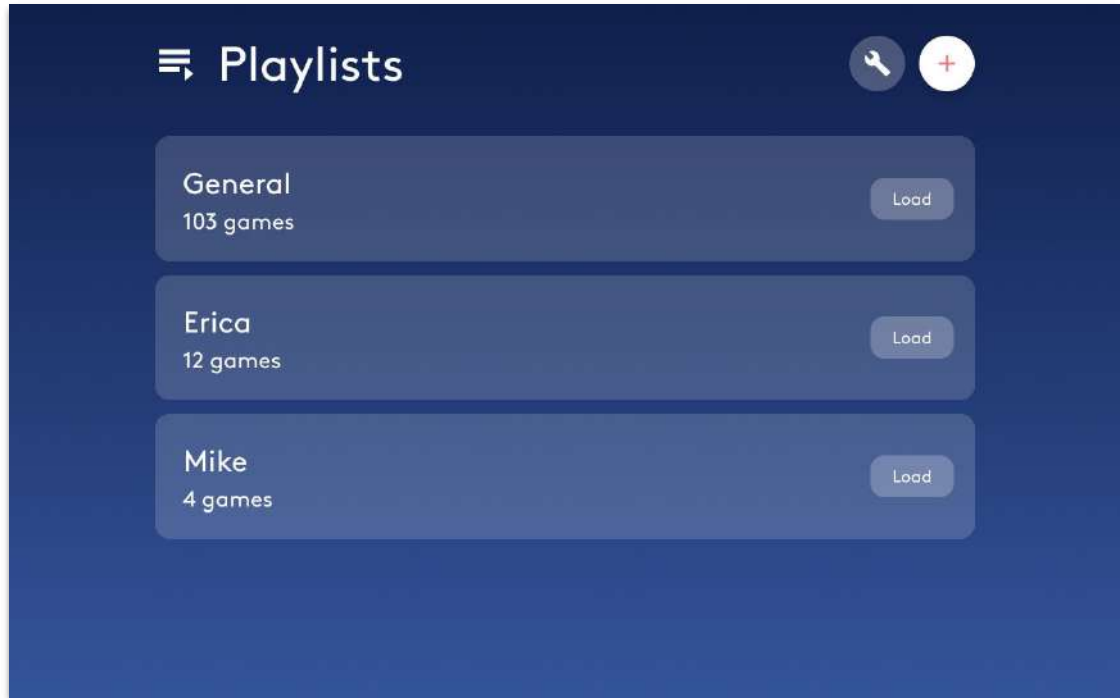 Playlists
General
103 games
Load
Erica
12 games
Load
Mike
4 games
Load